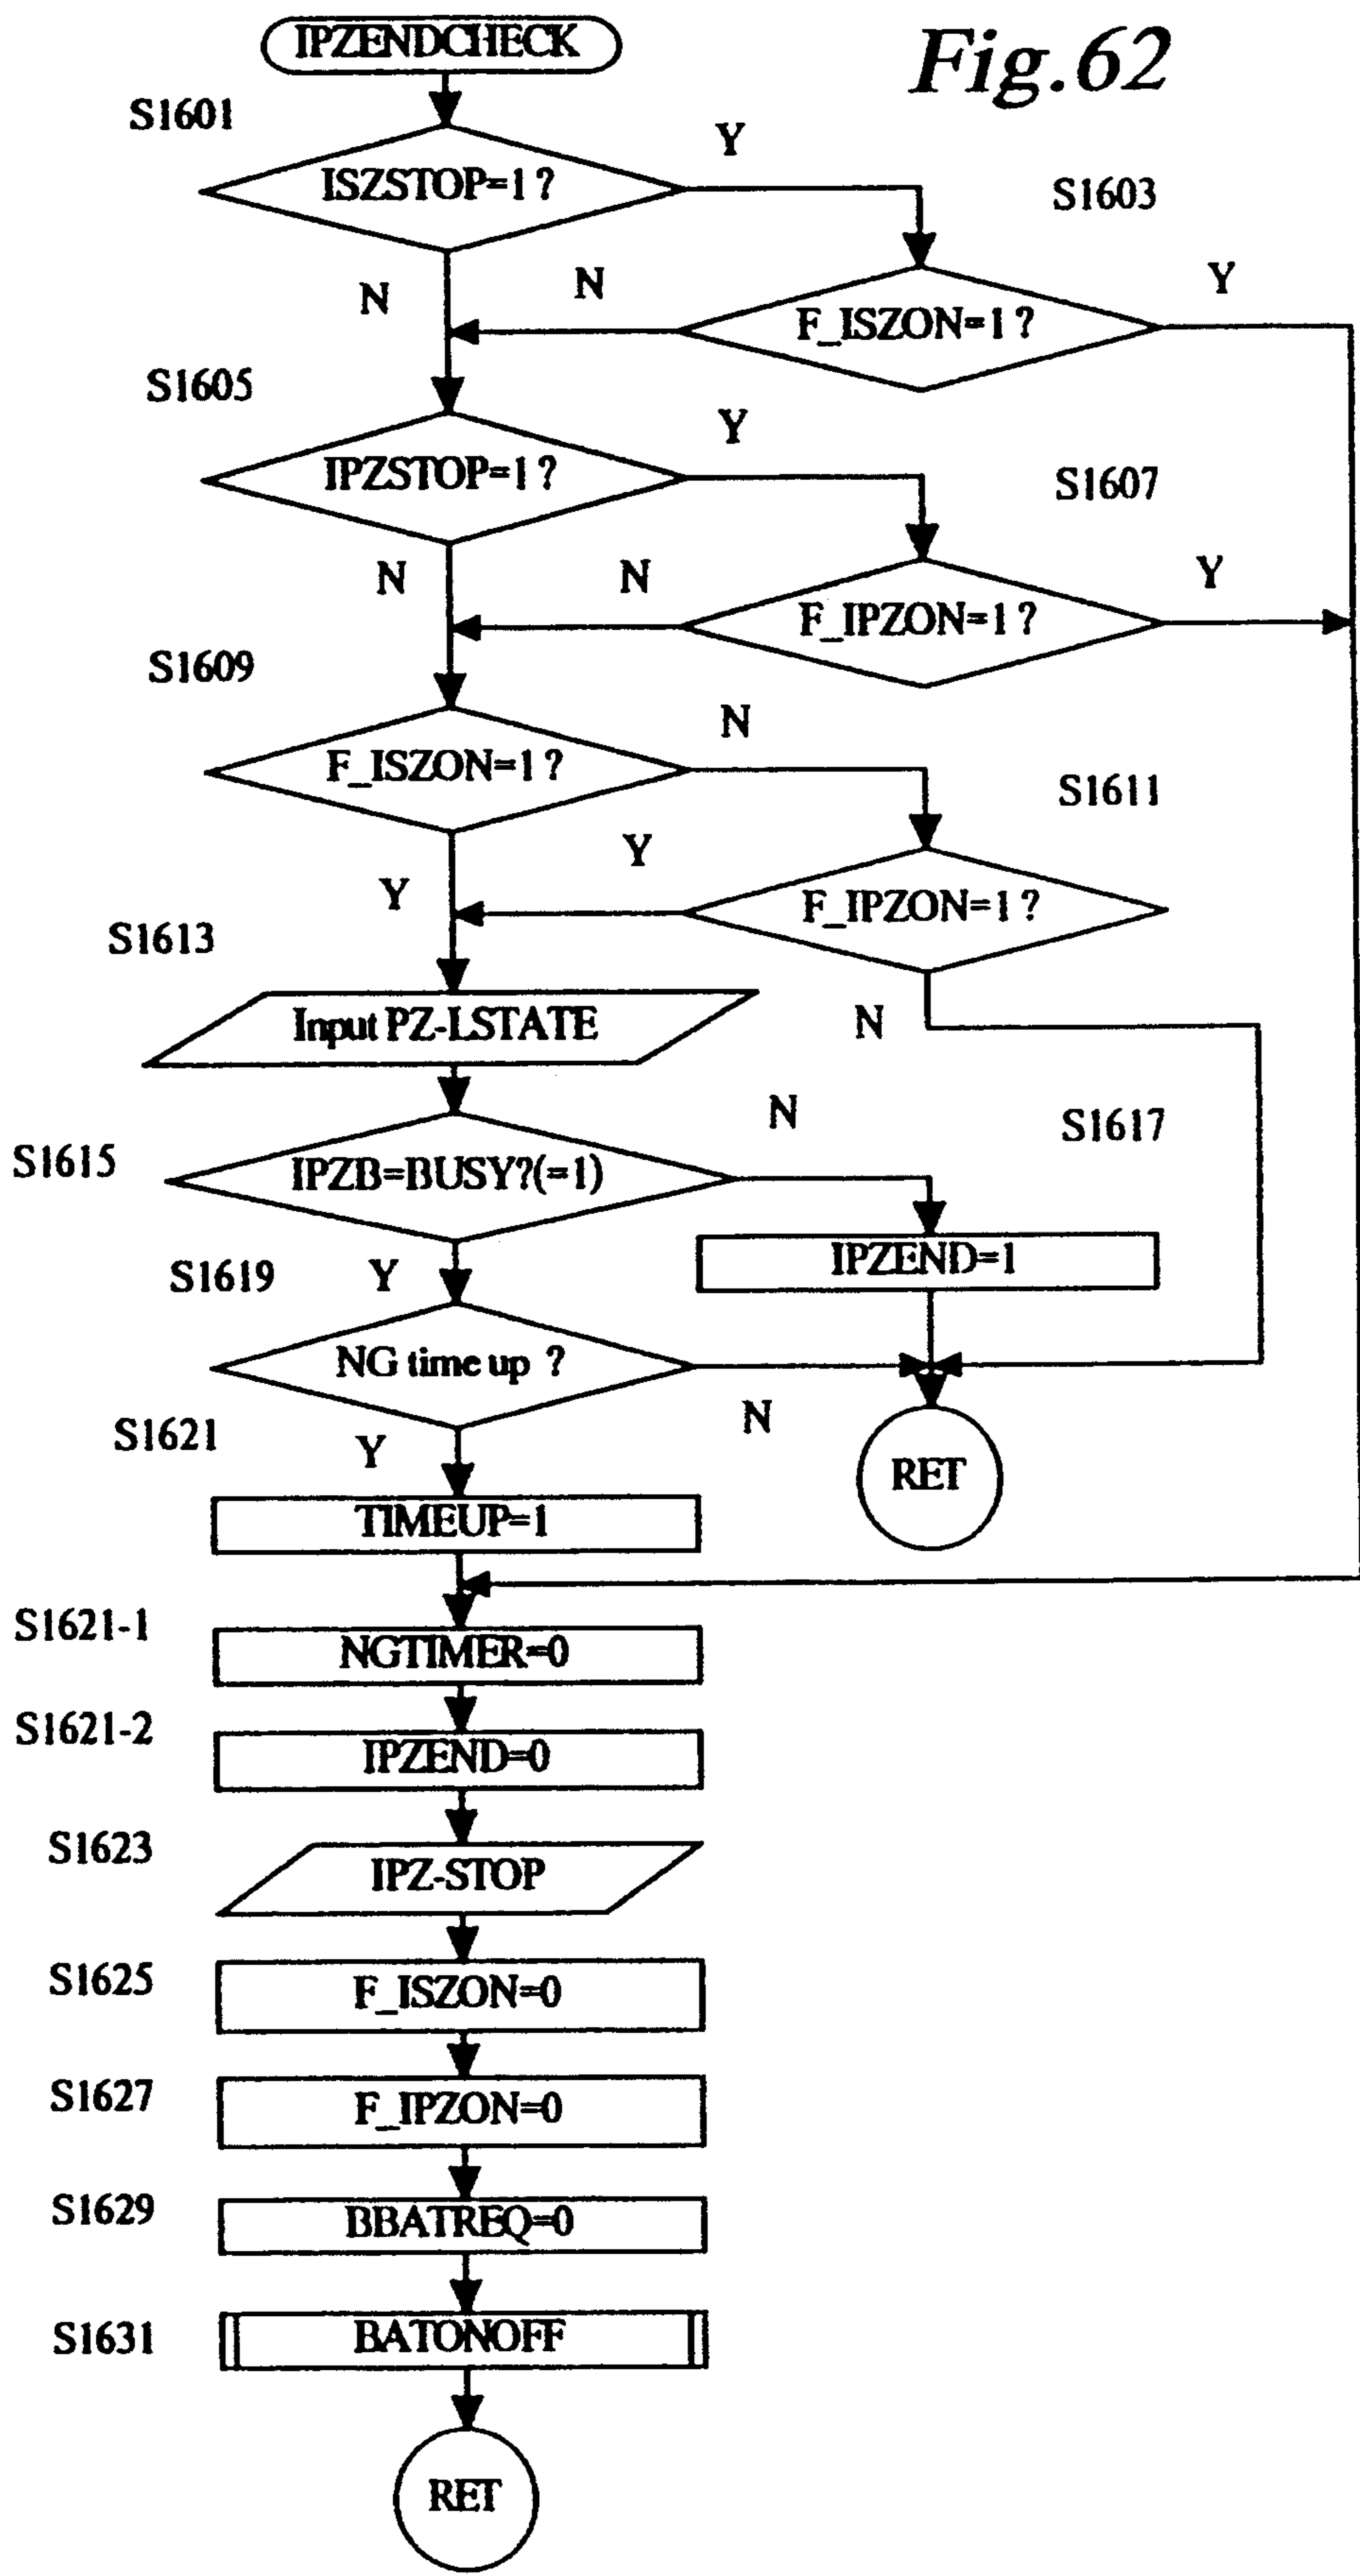 IPZENDCHECK
Fig.62
S1601
ISZSTOP=1 ?
Y
S1603
N
N
F_ISZON=1 ?
Y
S1605
IPZSTOP=1 ?
Y
S1607
N
N
F_IPZON=1 ?
Y
S1609
F_ISZON=1 ?
N
S1611
Y
Y
F_IPZON=1 ?
N
S1613
Input PZ-LSTATE
S1615
IPZB=BUSY?(=1)
N
S1617
IPZEND=1
Y
S1619
NG time up ?
N
RET
S1621
Y
TIMEUP=1
S1621-1
NGTIMER=0
S1621-2
IPZEND=0
S1623
IPZ-STOP
S1625
F_ISZON=0
S1627
F_IPZON=0
S1629
BBATREQ=0
S1631
BATONOFF
RET